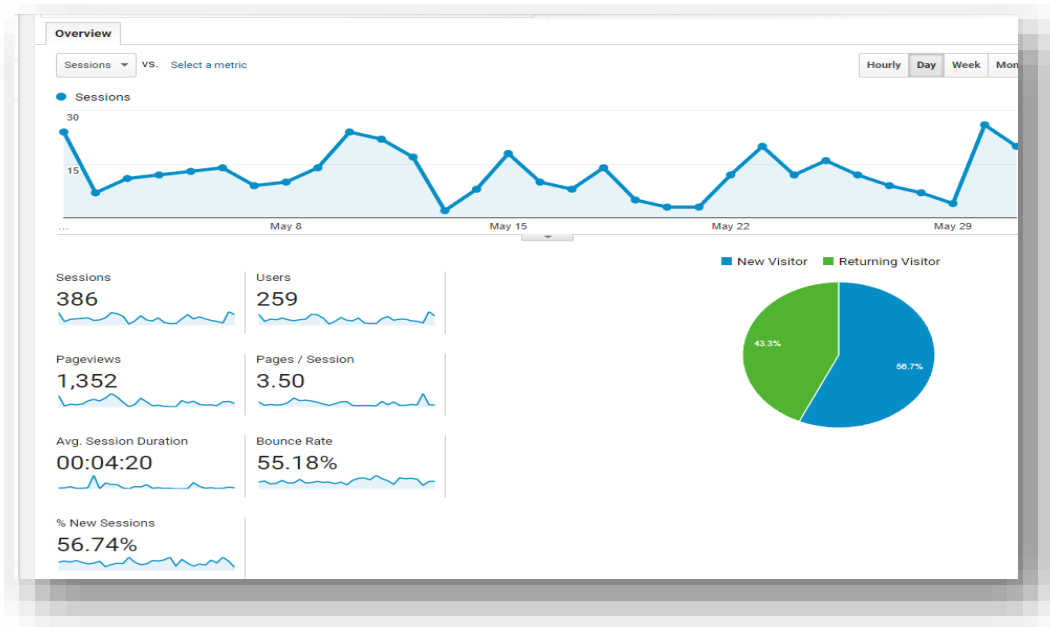 Overview
Sessions VS. Select a metric
Hourly Day Week Mon
Sessions
30
15
... May 8 May 15 May 22 May 29
New Visitor Returning Visitor
Sessions Users
386 259
Pageviews Pages / Session
1,352 3.50
43.3%
56.7%
Avg. Session Duration Bounce Rate
00:04:20 55.18%
% New Sessions
56.74%